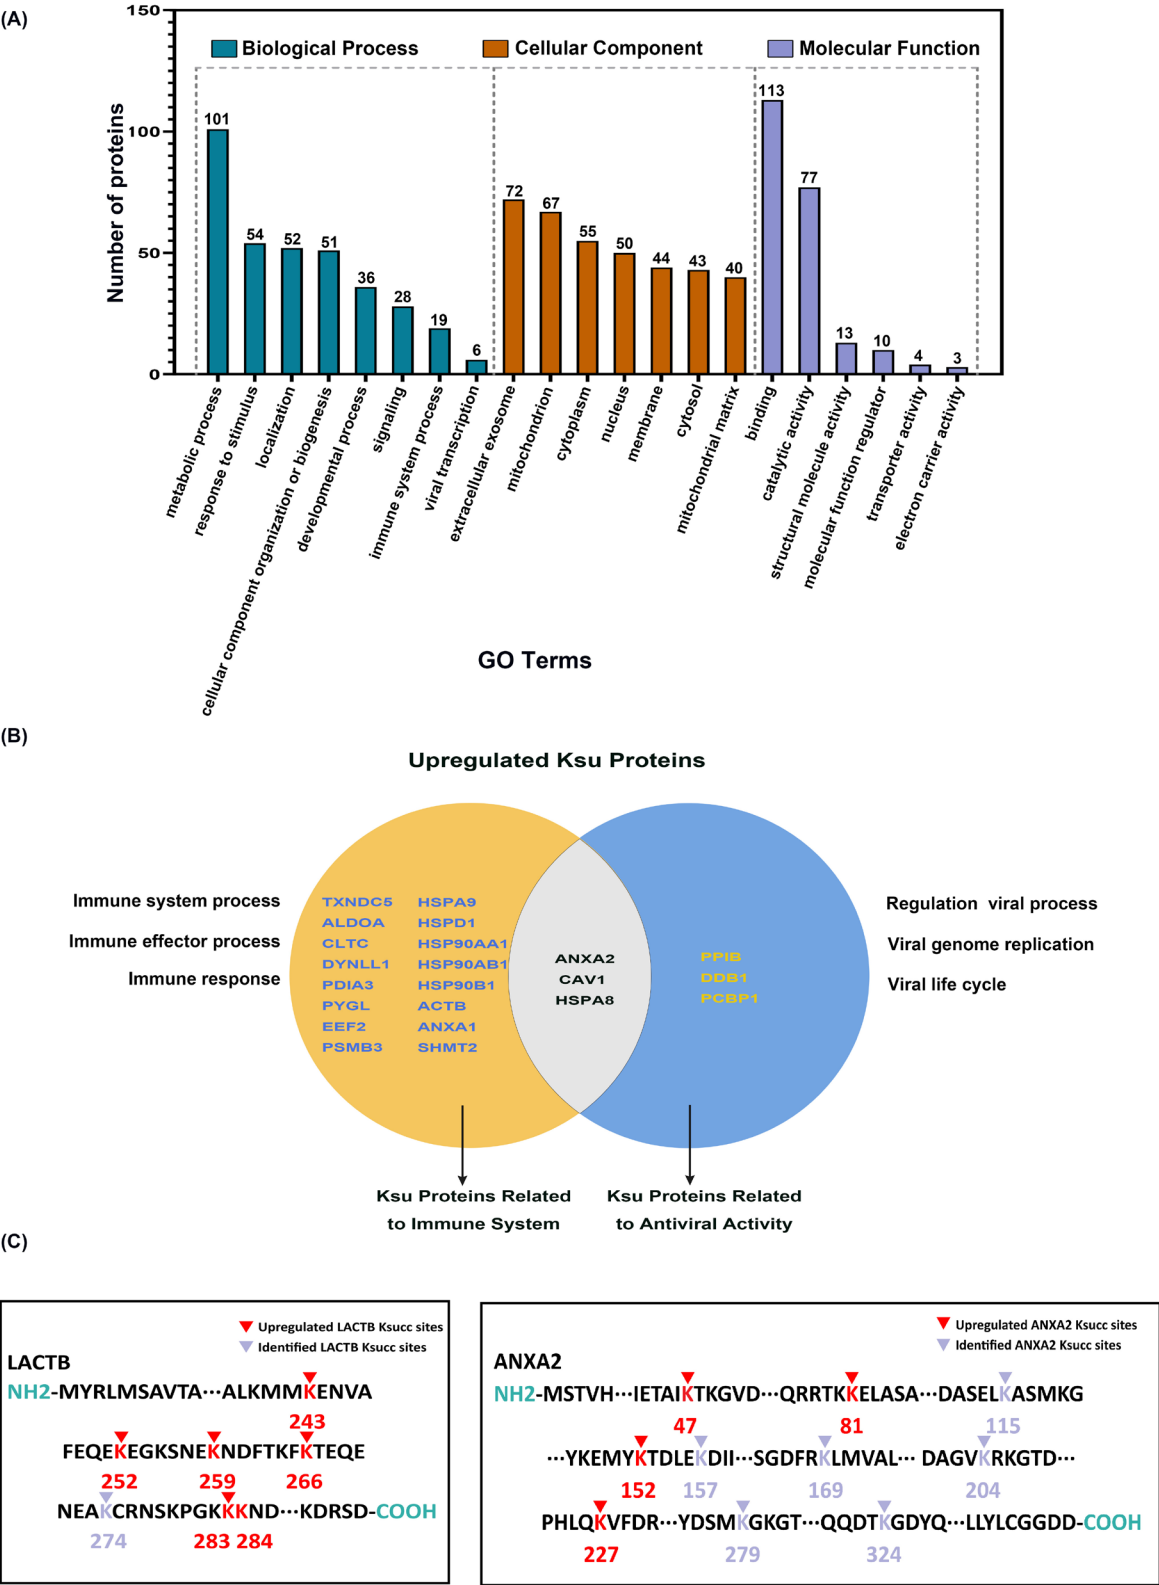 (A)
150
100
50
0
Number of proteins
Biological Process
Cellular Component
Molecular Function
101
54
52
51
36
28
19
6
72
67
55
50
44
43
40
113
77
13
10
4
3
metabolic process
response to stimulus
localization
cellular component organization or biogenesis
developmental process
signaling
immune system process
viral transcription
extracellular exosome
mitochondrion
cytoplasm
nucleus
membrane
cytosol
mitochondrial matrix
binding
catalytic activity
structural molecule activity
molecular function regulator
transporter activity
electron carrier activity
GO Terms
(B)
Upregulated Ksu Proteins
Immune system process
Immune effector process
Immune response
TXNDC5 HSPA9
ALDOA HSPD1
CLTC HSP90AA1
DYNLL1 HSP90AB1
PDIA3 HSP90B1
PYGL ACTB
EEF2 ANXA1
PSMB3 SHMT2
ANXA2
CAV1
HSPA8
PPIB
DDB1
PCBP1
Regulation viral process
Viral genome replication
Viral life cycle
Ksu Proteins Related
to Immune System
Ksu Proteins Related
to Antiviral Activity
(C)
Upregulated LACTB Ksucc sites
Identified LACTB Ksucc sites
LACTB
NH2-MYRLMSAVTA···ALKMMKENVA
243
FEQEKEGKSNEKNDFTKFKTEQE
252 259 266
NEAKCRNSKPGKKKND···KDRSD-COOH
274 283 284
Upregulated ANXA2 Ksucc sites
Identified ANXA2 Ksucc sites
ANXA2
NH2-MSTVH···IETAIKTKGVD···QRRTKKELASA···DASELKASMKG
47 81 115
···YKEMYKTDLEKDII···SGDFRKLMVAL··· DAGVKRKGTD···
152 157 169 204
PHLQKVFDR···YDSMKGKGT···QQDTKGDYQ···LLYLCGGDD-COOH
227 279 324